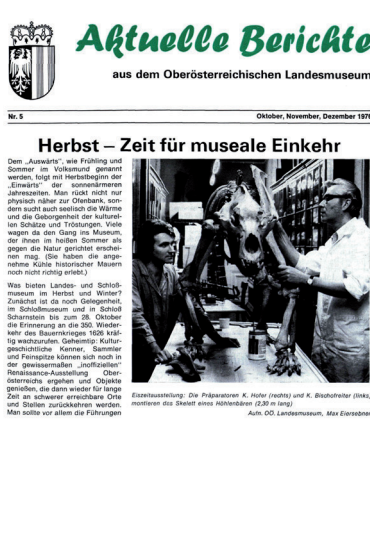 Aktuelle Berichte
aus dem Oberösterreichischen Landesmuseum
Nr. 5
Oktober, November, Dezember 1976
Herbst – Zeit für museale Einkehr
Dem „Auswärts", wie Frühling und
Sommer im Volksmund genannt
werden, folgt mit Herbstbeginn der
„Einwärts" der sonnenärmeren
Jahreszeiten. Man rückt nicht nur
physisch näher zur Ofenbank, son-
dern sucht auch seelisch die Wärme
und die Geborgenheit der kulturel-
len Schätze und Tröstungen. Viele
wagen da den Gang ins Museum,
der ihnen im heißen Sommer als
gegen die Natur gerichtet erschei-
nen mag. (Sie haben die ange-
nehme Kühle historischer Mauern
noch nicht richtig erlebt.)
Was bieten Landes- und Schloß-
museum im Herbst und Winter?
Zunächst ist da noch Gelegenheit,
im Schloßmuseum und in Schloß
Scharnstein bis zum 28. Oktober
die Erinnerung an die 350. Wieder-
kehr des Bauernkrieges 1626 kräf-
tig wachzurufen. Geheimtip: Kultur-
geschichtliche Kenner, Sammler
und Feinspitze können sich noch in
der gewissermaßen „inoffiziellen"
Renaissance-Ausstellung Ober-
österreichs ergehen und Objekte
genießen, die dann wieder für lange
Zeit an schwerer erreichbare Orte
und Stellen zurückkehren werden.
Man sollte vor allem die Führungen
Eiszeitausstellung: Die Präparatoren K. Hofer (rechts) und K. Bischofreiter (links,
montieren das Skelett eines Höhlenbären (2,30 m lang)
Aufn. OÖ. Landesmuseum, Max Eiersebner